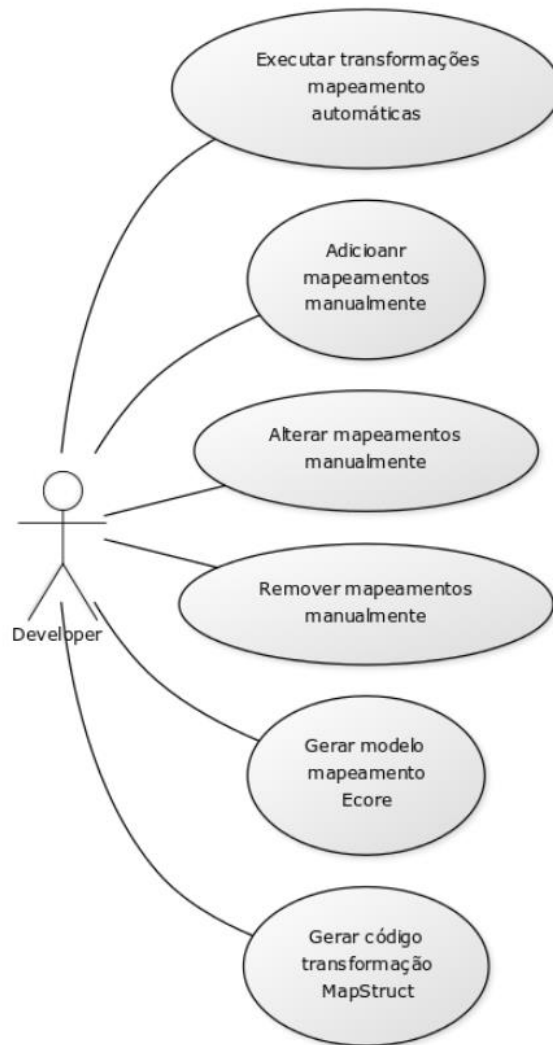 Executar transformações
mapeamento
automáticas
Adicioanr
mapeamentos
manualmente
Alterar mapeamentos
manualmente
Remover mapeamentos
manualmente
Developer
Gerar modelo
mapeamento
Ecore
Gerar código
transformação
MapStruct